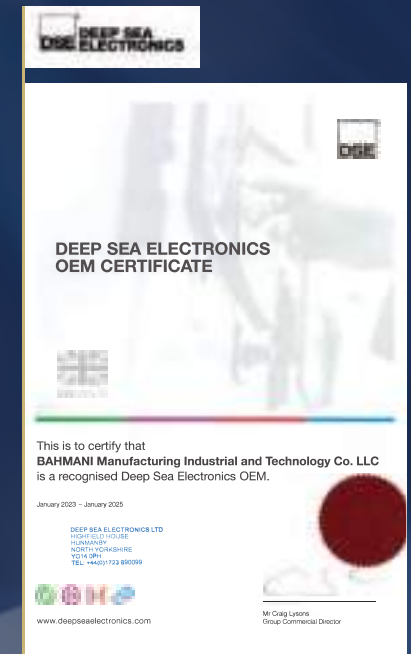 DSE DEEP SEA
ELECTRONICS
DSE
DEEP SEA ELECTRONICS
OEM CERTIFICATE
This is to certify that
BAHMANI Manufacturing Industrial and Technology Co. LLC
is a recognised Deep Sea Electronics OEM.
January 2023 – January 2025
DEEP SEA ELECTRONICS LTD
HIGHFIELD HOUSE
HUNMANBY
NORTH YORKSHIRE
YO14 0PH
TEL: +44(0)1723 890099
www.deepseaelectronics.com
Mr Craig Lysons
Group Commercial Director